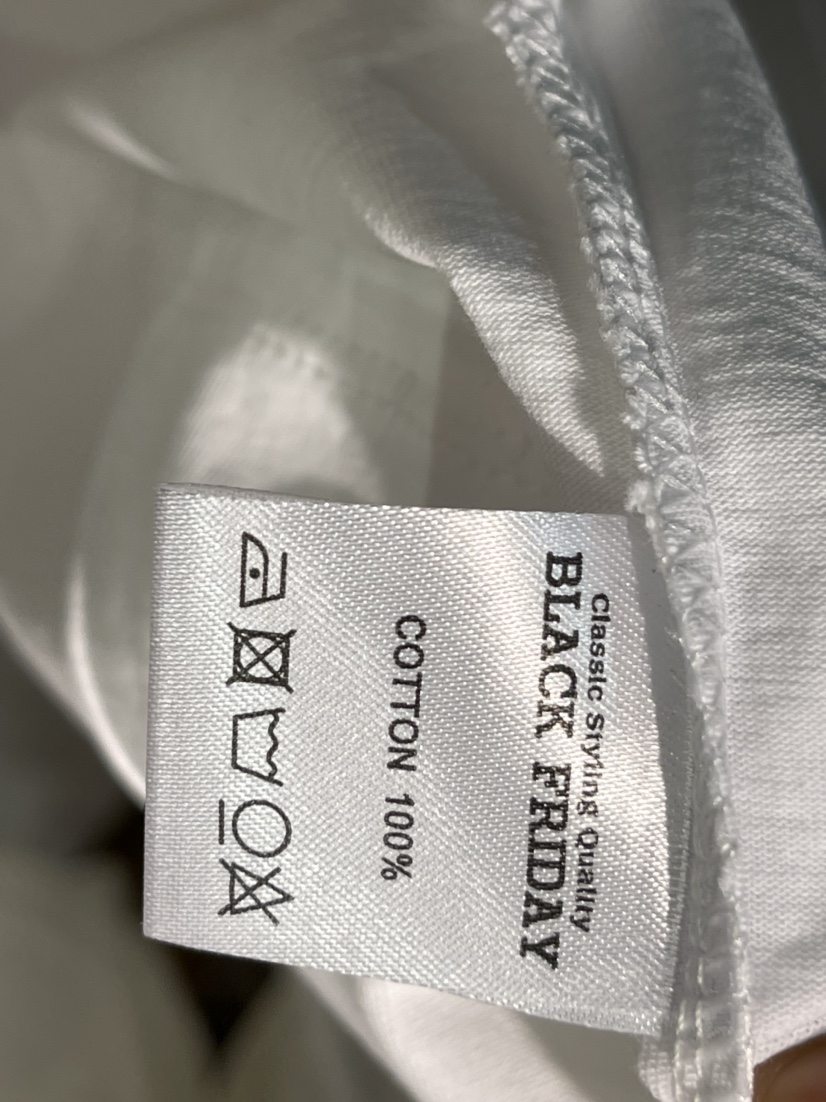 Classic Styling Quality
BLACK FRIDAY
COTTON 100%